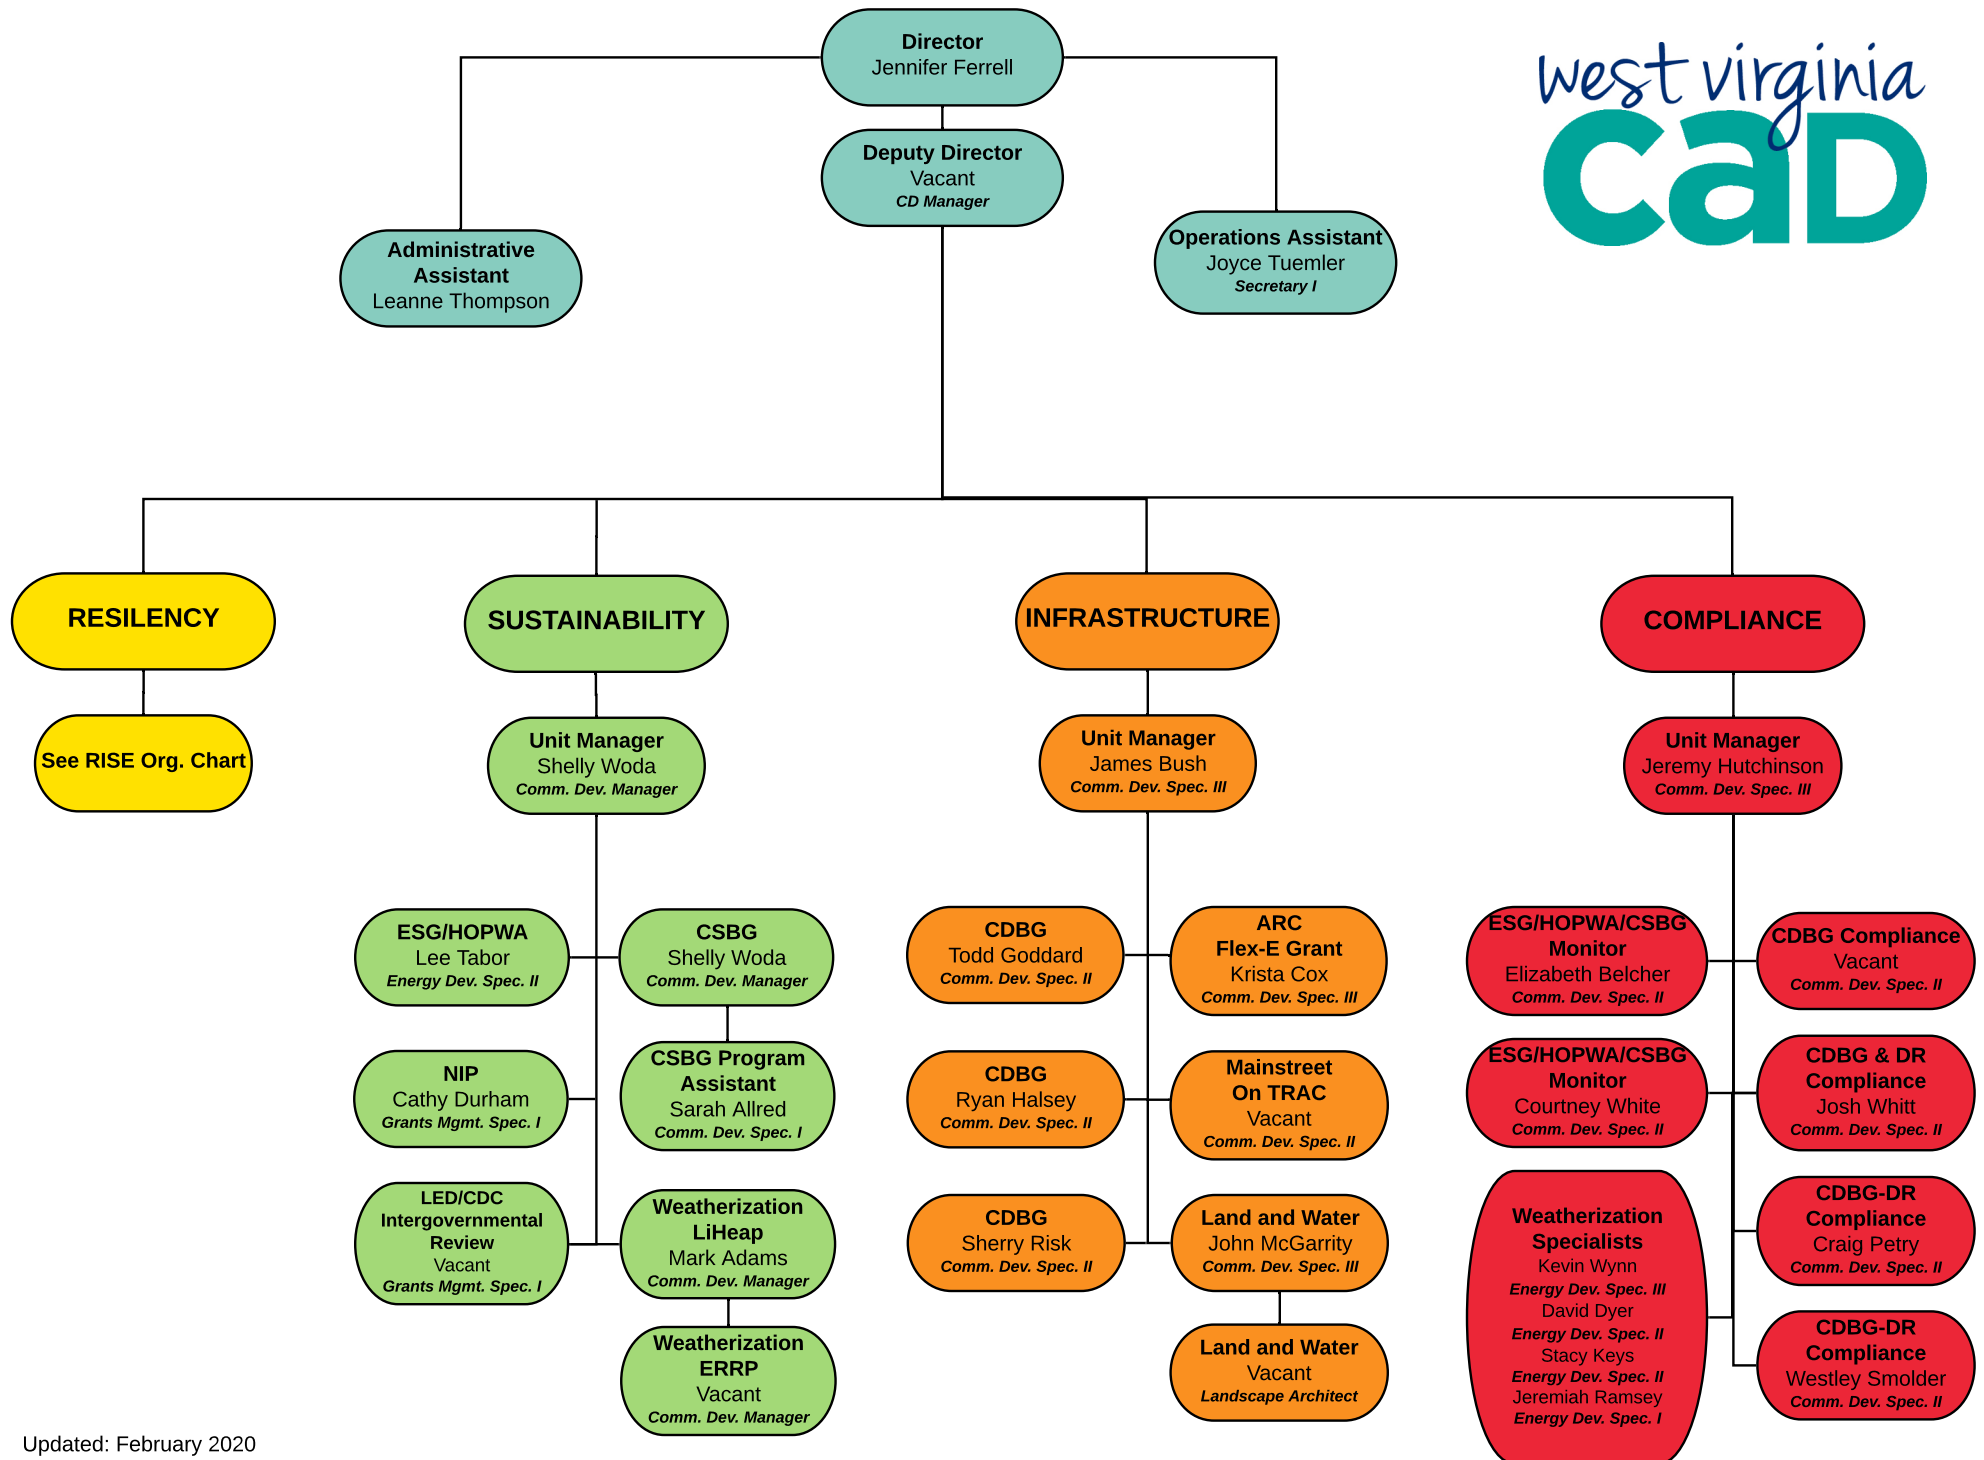 Director
Jennifer Ferrell
west virginia
CaD
Deputy Director
Vacant
CD Manager
Administrative
Assistant
Leanne Thompson
Operations Assistant
Joyce Tuemler
Secretary I
RESILENCY
SUSTAINABILITY
INFRASTRUCTURE
COMPLIANCE
See RISE Org. Chart
Unit Manager
Shelly Woda
Comm. Dev. Manager
Unit Manager
James Bush
Comm. Dev. Spec. III
Unit Manager
Jeremy Hutchinson
Comm. Dev. Spec. III
ESG/HOPWA
Lee Tabor
Energy Dev. Spec. II
CSBG
Shelly Woda
Comm. Dev. Manager
CDBG
Todd Goddard
Comm. Dev. Spec. II
ARC
Flex-E Grant
Krista Cox
Comm. Dev. Spec. III
ESG/HOPWA/CSBG
Monitor
Elizabeth Belcher
Comm. Dev. Spec. II
CDBG Compliance
Vacant
Comm. Dev. Spec. II
NIP
Cathy Durham
Grants Mgmt. Spec. I
CSBG Program
Assistant
Sarah Allred
Comm. Dev. Spec. I
CDBG
Ryan Halsey
Comm. Dev. Spec. II
Mainstreet
On TRAC
Vacant
Comm. Dev. Spec. II
ESG/HOPWA/CSBG
Monitor
Courtney White
Comm. Dev. Spec. II
CDBG & DR
Compliance
Josh Whitt
Comm. Dev. Spec. II
LED/CDC
Intergovernmental
Review
Vacant
Grants Mgmt. Spec. I
Weatherization
LiHeap
Mark Adams
Comm. Dev. Manager
CDBG
Sherry Risk
Comm. Dev. Spec. II
Land and Water
John McGarrity
Comm. Dev. Spec. III
Weatherization
Specialists
Kevin Wynn
Energy Dev. Spec. III
David Dyer
Energy Dev. Spec. II
Stacy Keys
Energy Dev. Spec. II
Jeremiah Ramsey
Energy Dev. Spec. I
CDBG-DR
Compliance
Craig Petry
Comm. Dev. Spec. II
Weatherization
ERRP
Vacant
Comm. Dev. Manager
Land and Water
Vacant
Landscape Architect
CDBG-DR
Compliance
Westley Smolder
Comm. Dev. Spec. II
Updated: February 2020